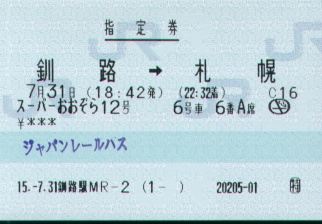 指定券
釧路 → 札幌
7月31日 (18:42発) (22:32着) C16
スーパーおおぞら12号 6号車 6番A席
¥***
ジャパンレールパス
15.-7.31釧路駅MR-2 (1- ) 20205-01